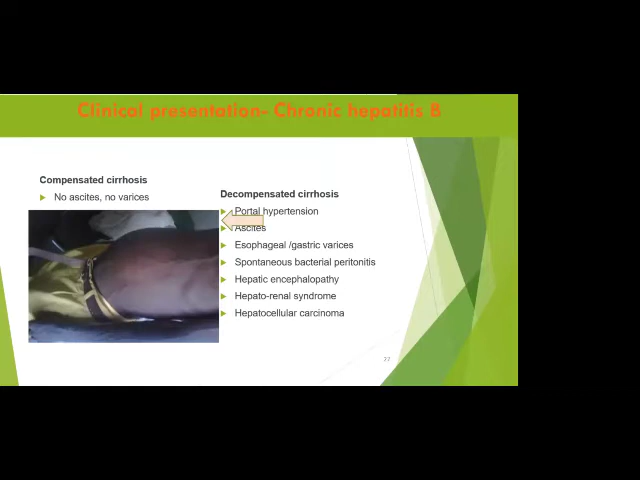 Clinical presentation- Chronic hepatitis B
Compensated cirrhosis
No ascites, no varices
Decompensated cirrhosis
Portal hypertension
Ascites
Esophageal /gastric varices
Spontaneous bacterial peritonitis
Hepatic encephalopathy
Hepato-renal syndrome
Hepatocellular carcinoma